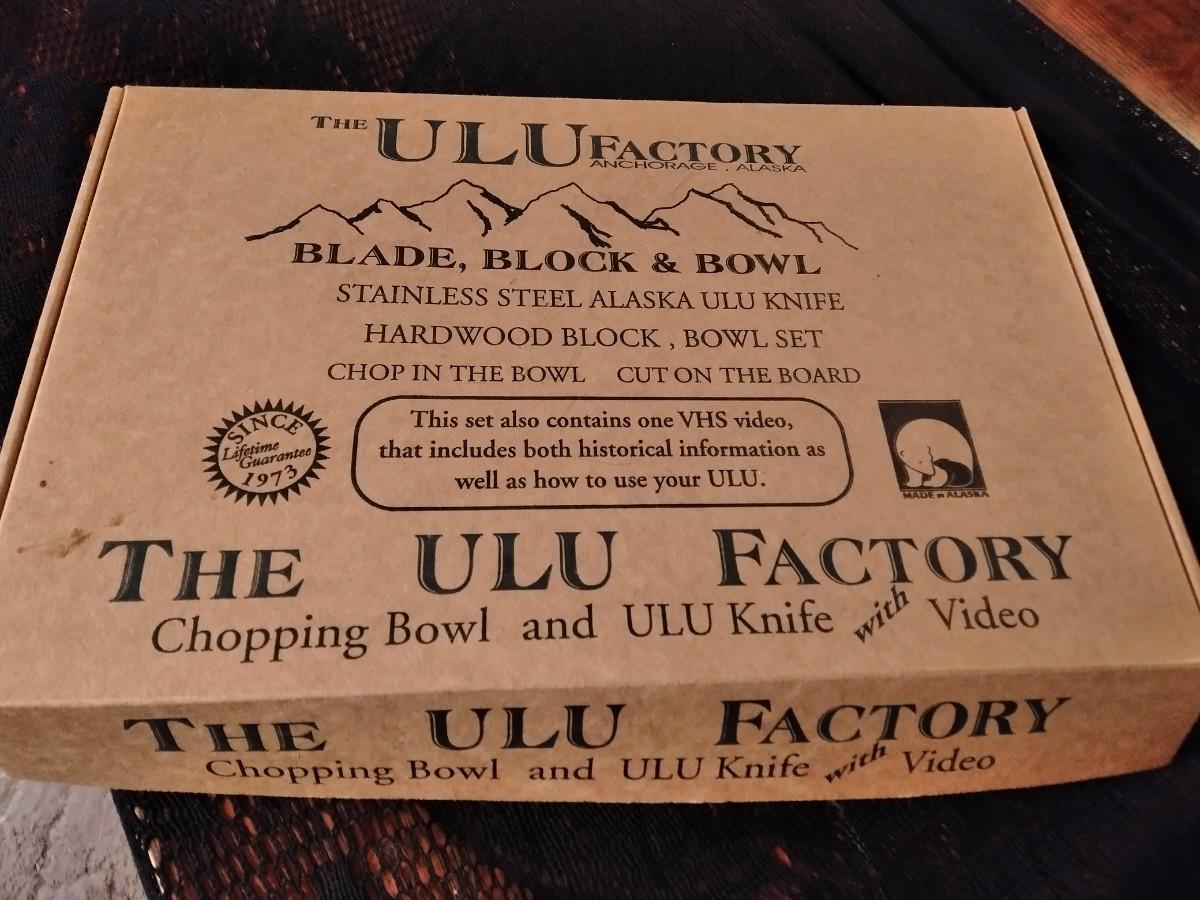 THE ULU FACTORY
ANCHORAGE . ALASKA
BLADE, BLOCK & BOWL
STAINLESS STEEL ALASKA ULU KNIFE
HARDWOOD BLOCK , BOWL SET
CHOP IN THE BOWL CUT ON THE BOARD
SINCE
Lifetime
Guarantee
1973
This set also contains one VHS video,
that includes both historical information as
well as how to use your ULU.
MADE in ALASKA
THE ULU FACTORY
Chopping Bowl and ULU Knife with Video
THE ULU FACTORY
Chopping Bowl and ULU Knife with Video